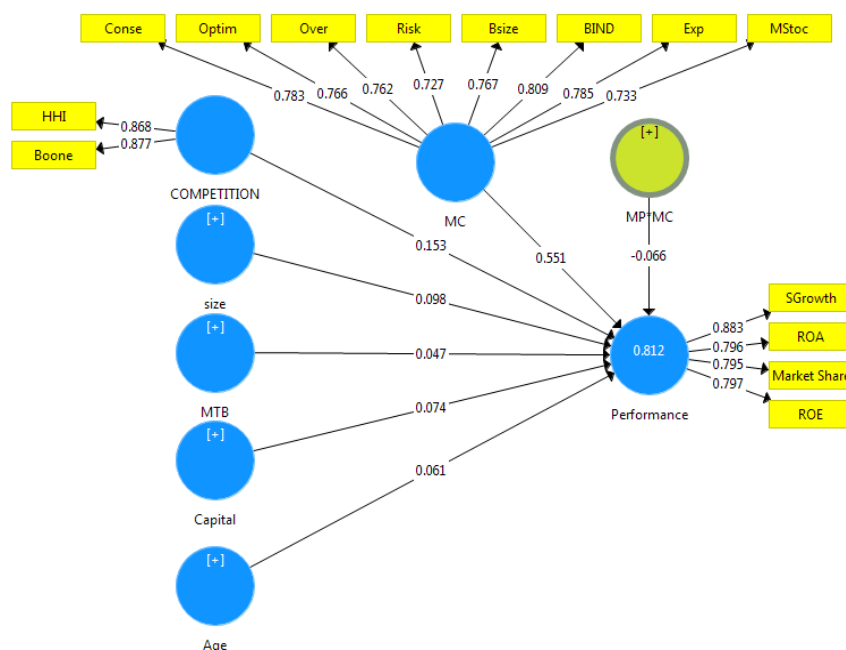 Conse
Optim
Over
Risk
Bsize
BIND
Exp
MStoc
0.783
0.766
0.762
0.727
0.767
0.809
0.785
0.733
HHI
Boone
0.868
0.877
COMPETITION
MC
[+]
MP*MC
0.153
0.551
-0.066
[+]
size
0.098
[+]
MTB
0.047
[+]
Capital
0.074
[+]
Age
0.061
0.812
Performance
0.883
0.796
0.795
0.797
SGrowth
ROA
Market Share
ROE